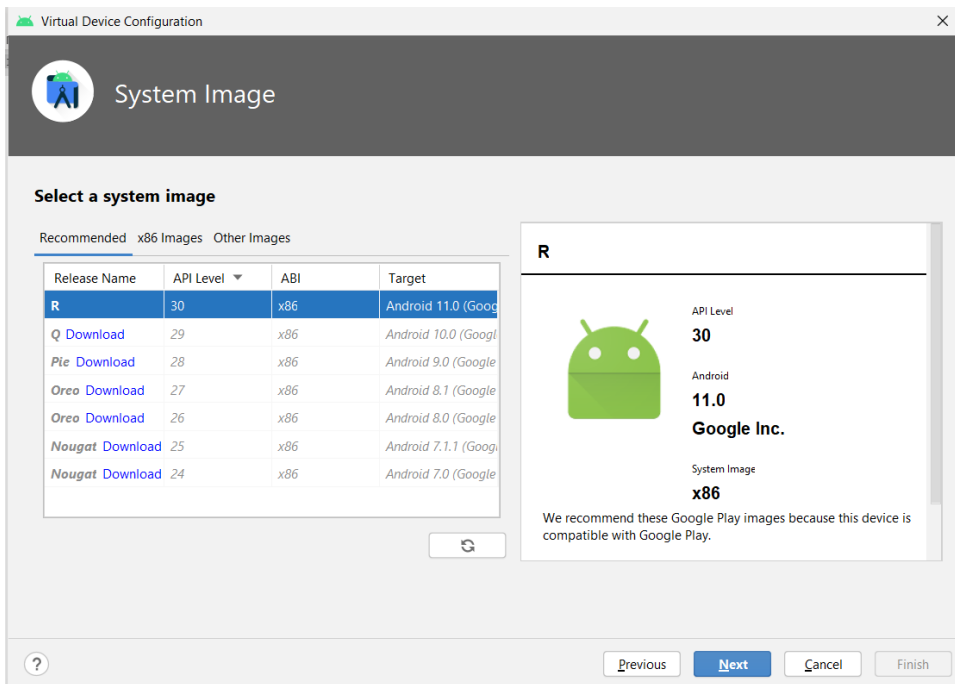 Virtual Device Configuration
System Image
Select a system image
Recommended x86 Images Other Images
Release Name API Level ABI Target
R 30 x86 Android 11.0 (Goog
Q Download 29 x86 Android 10.0 (Googl
Pie Download 28 x86 Android 9.0 (Google
Oreo Download 27 x86 Android 8.1 (Google
Oreo Download 26 x86 Android 8.0 (Google
Nougat Download 25 x86 Android 7.1.1 (Googl
Nougat Download 24 x86 Android 7.0 (Google
R
API Level
30
Android
11.0
Google Inc.
System Image
x86
We recommend these Google Play images because this device is
compatible with Google Play.
? Previous Next Cancel Finish